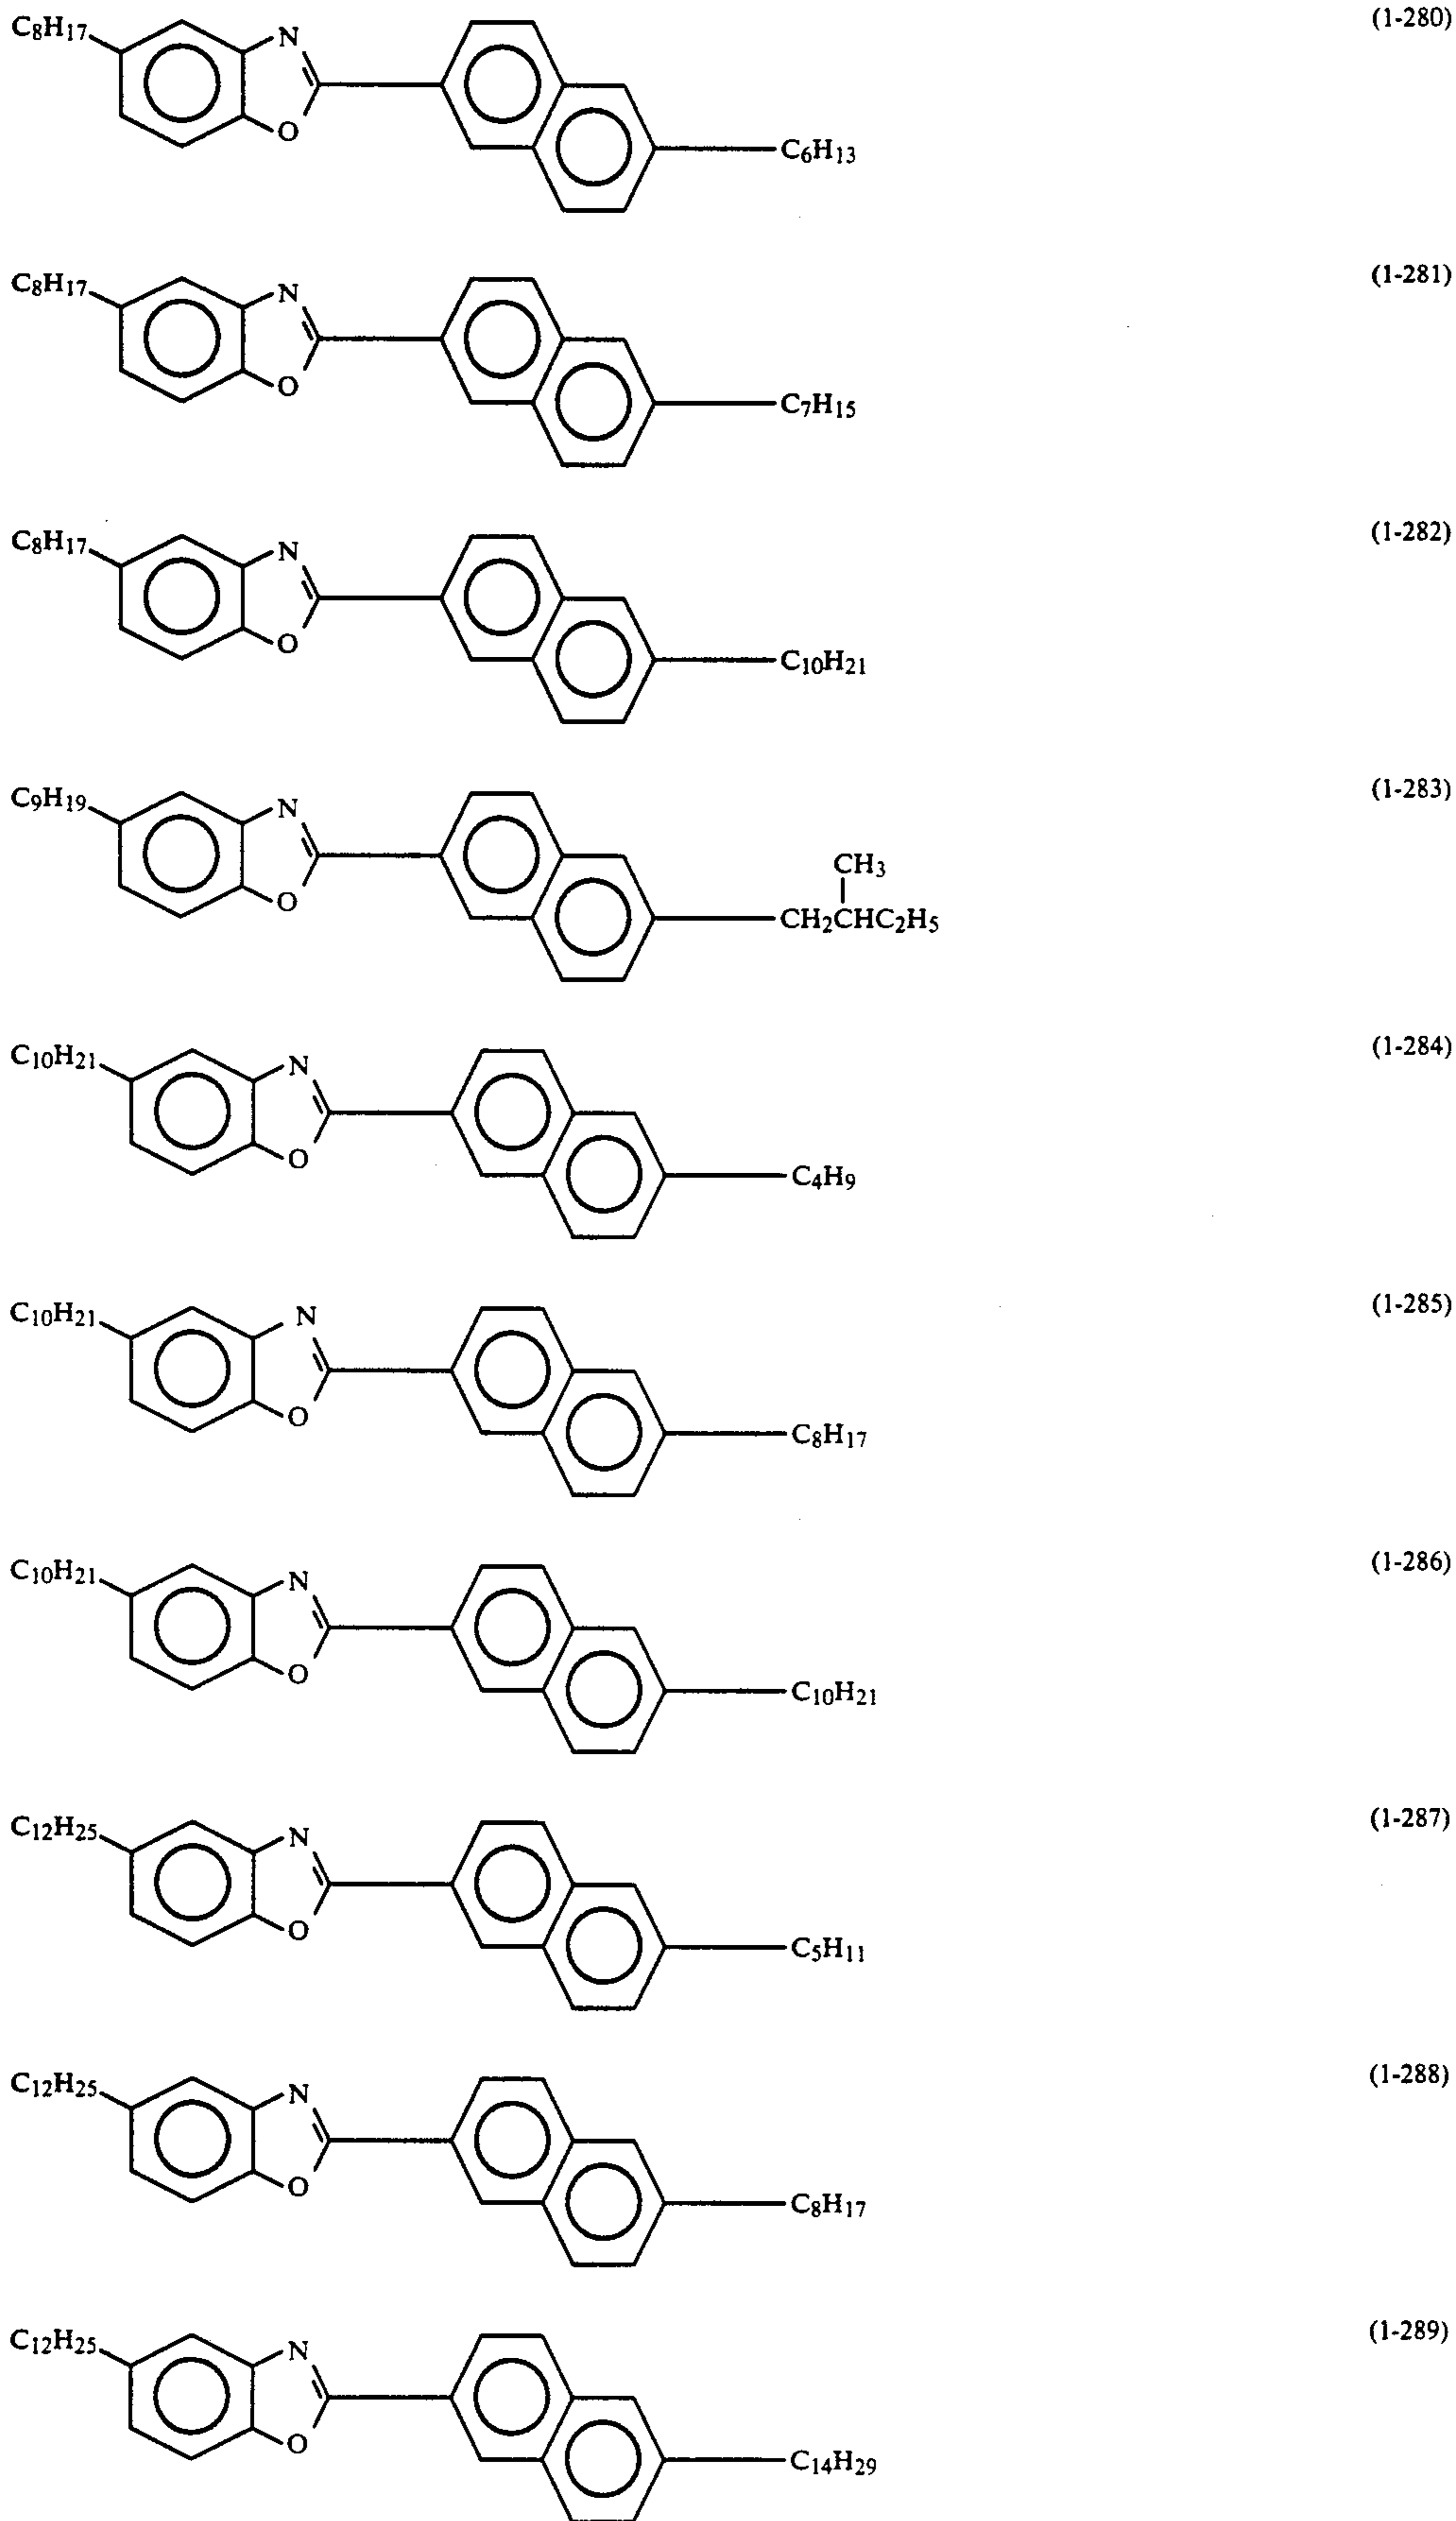 C8H17 N (1-280)
O
C6H13
C8H17 N (1-281)
O
C7H15
C8H17 N (1-282)
O
C10H21
C9H19 N (1-283)
CH3
O
CH2CHC2H5
C10H21 N (1-284)
O
C4H9
C10H21 N (1-285)
O
C8H17
C10H21 N (1-286)
O
C10H21
C12H25 N (1-287)
O
C5H11
C12H25 N (1-288)
O
C8H17
C12H25 N (1-289)
O
C14H29